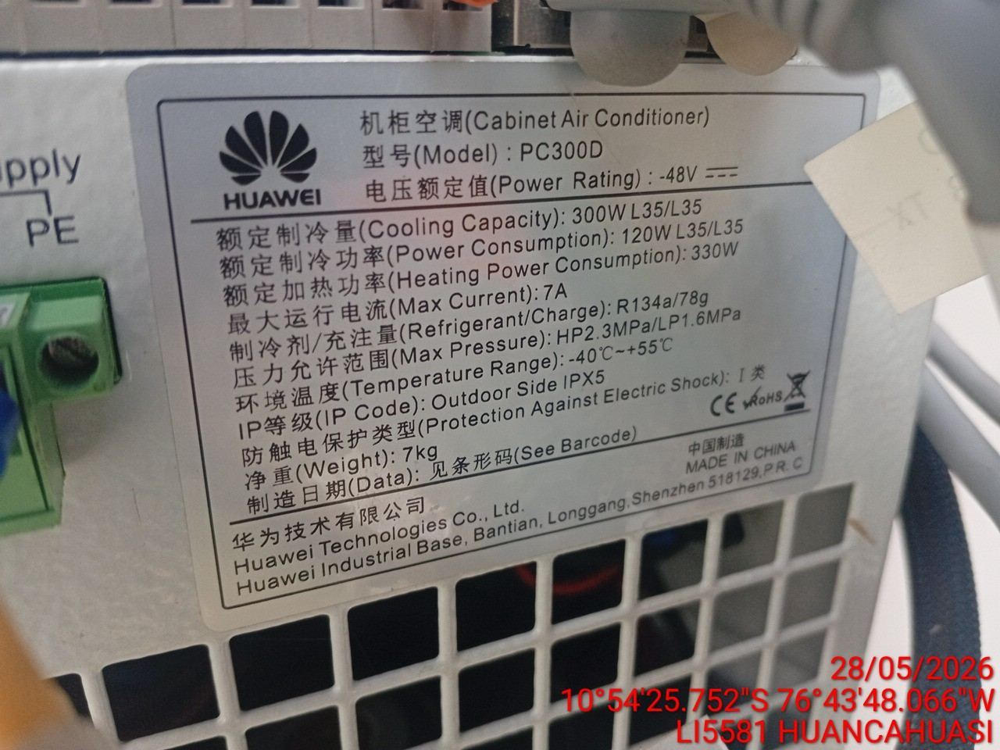 HUAWEI
机柜空调(Cabinet Air Conditioner)
型号(Model) : PC300D
电压额定值(Power Rating) : -48V
额定制冷量(Cooling Capacity): 300W L35/L35
额定制冷功率(Power Consumption): 120W L35/L35
额定加热功率(Heating Power Consumption): 330W
最大运行电流(Max Current): 7A
制冷剂/充注量(Refrigerant/Charge): R134a/78g
压力允许范围(Max Pressure): HP2.3MPa/LP1.6MPa
环境温度(Temperature Range): -40℃~+55℃
IP等级(IP Code): Outdoor Side IPX5
防触电保护类型(Protection Against Electric Shock): I 类
净重(Weight): 7kg
CE RoHS
制造日期(Data): 见条形码(See Barcode)
中国制造
MADE IN CHINA
华为技术有限公司
Huawei Technologies Co., Ltd.
Huawei Industrial Base, Bantian, Longgang,Shenzhen 518129,P.R. C
PE
TX
28/05/2026
10°54'25.752"S 76°43'48.066"W
LI5581 HUANCAHUASI